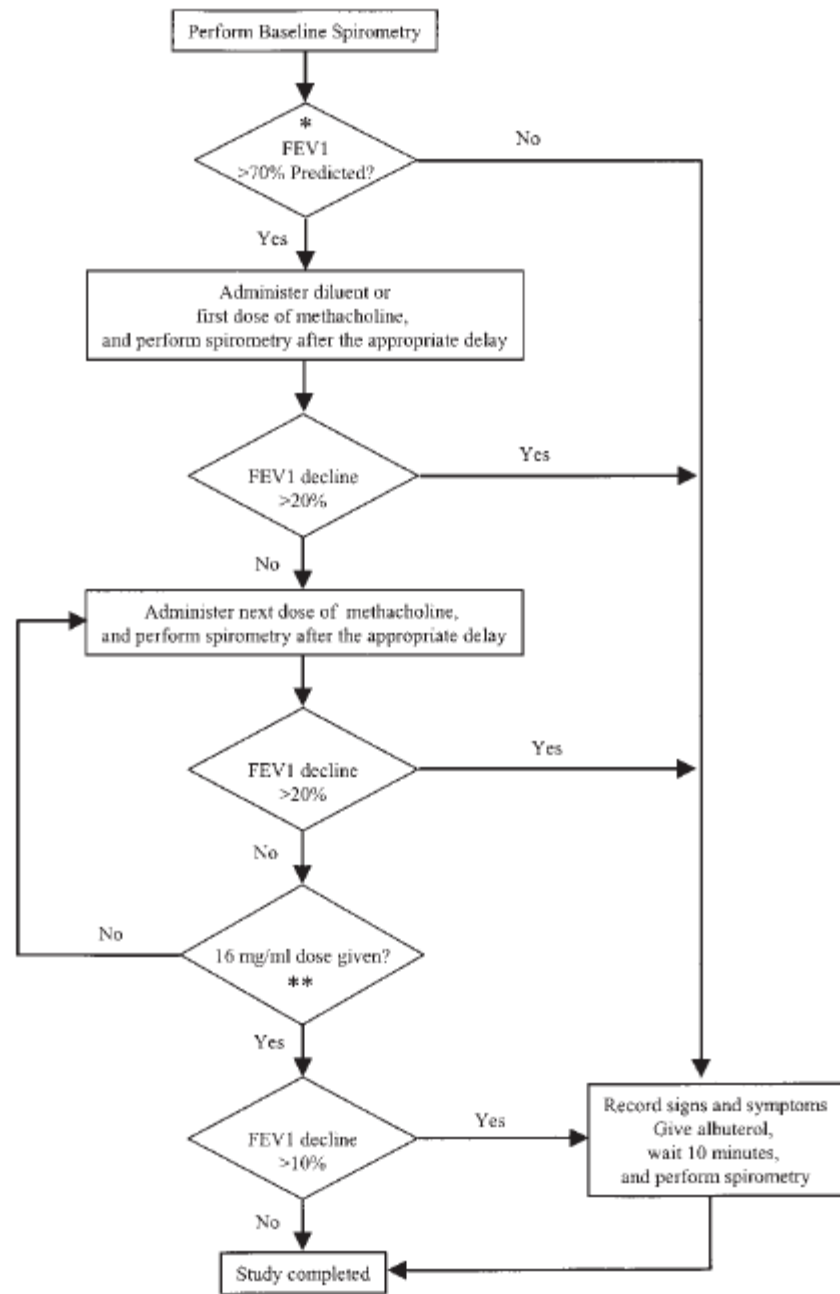 Perform Baseline Spirometry
*
FEV1
>70% Predicted?
No
Yes
Administer diluent or
first dose of methacholine,
and perform spirometry after the appropriate delay
FEV1 decline
>20%
Yes
No
Administer next dose of methacholine,
and perform spirometry after the appropriate delay
FEV1 decline
>20%
Yes
No
16 mg/ml dose given?
**
No
Yes
FEV1 decline
>10%
Yes
Record signs and symptoms
Give albuterol,
wait 10 minutes,
and perform spirometry
No
Study completed